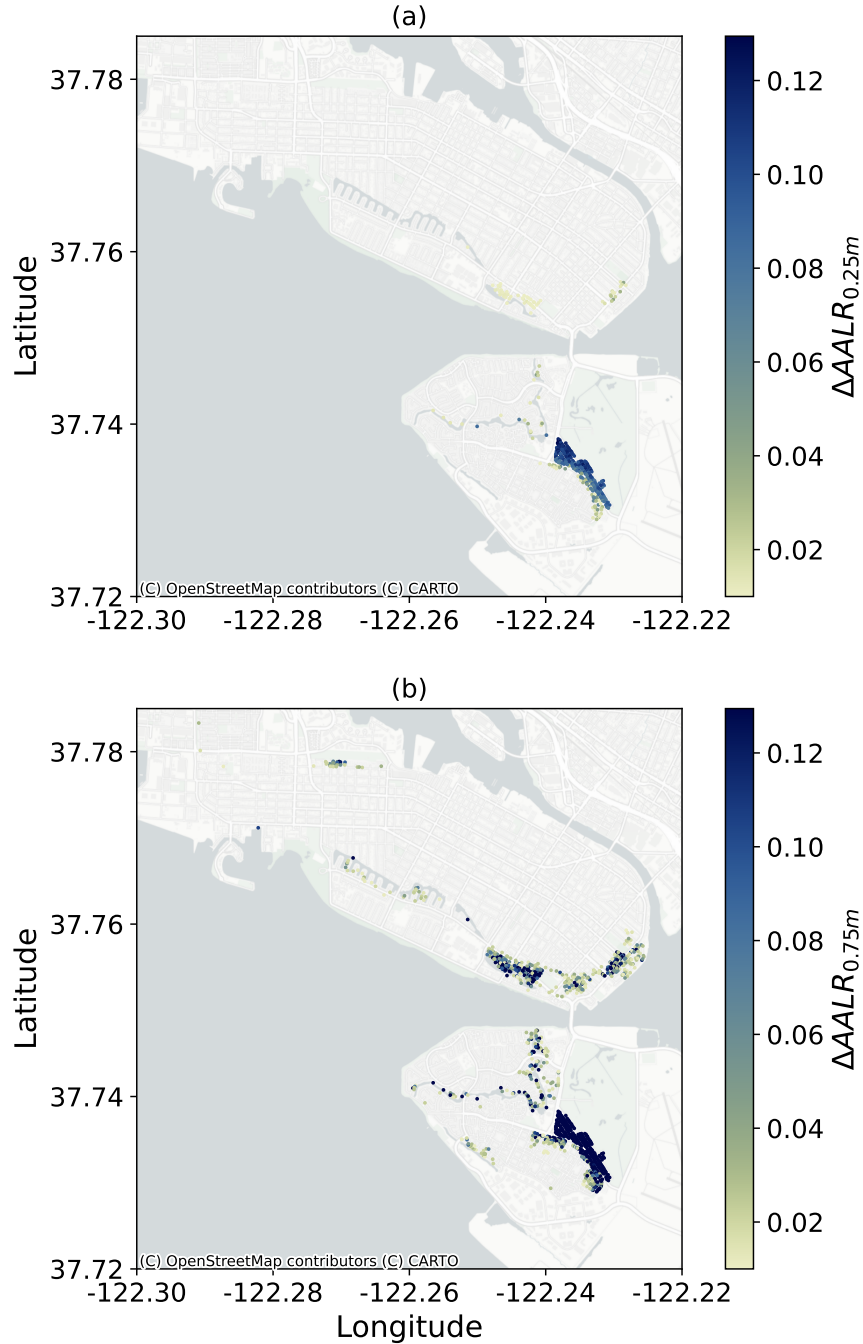 (a)
37.78
37.76
37.74
37.72
Latitude
(C) OpenStreetMap contributors (C) CARTO
-122.30 -122.28 -122.26 -122.24 -122.22
0.12
0.10
0.08
0.06
0.04
0.02
ΔAALR0.25m
(b)
37.78
37.76
37.74
37.72
Latitude
(C) OpenStreetMap contributors (C) CARTO
-122.30 -122.28 -122.26 -122.24 -122.22
Longitude
0.12
0.10
0.08
0.06
0.04
0.02
ΔAALR0.75m